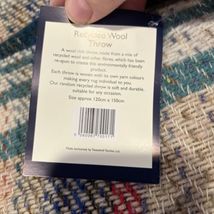 Recycled Wool
Throw
A wool rich throw, made from a mix of
recycled wool and other fibres, which has been
re-spun to create this environmentally friendly
product.
Each throw is woven with its own yarn colours
making every rug individual to you.
Our random recycled throw is soft and durable,
suitable for any occasion.
Size approx 120cm x 150cm